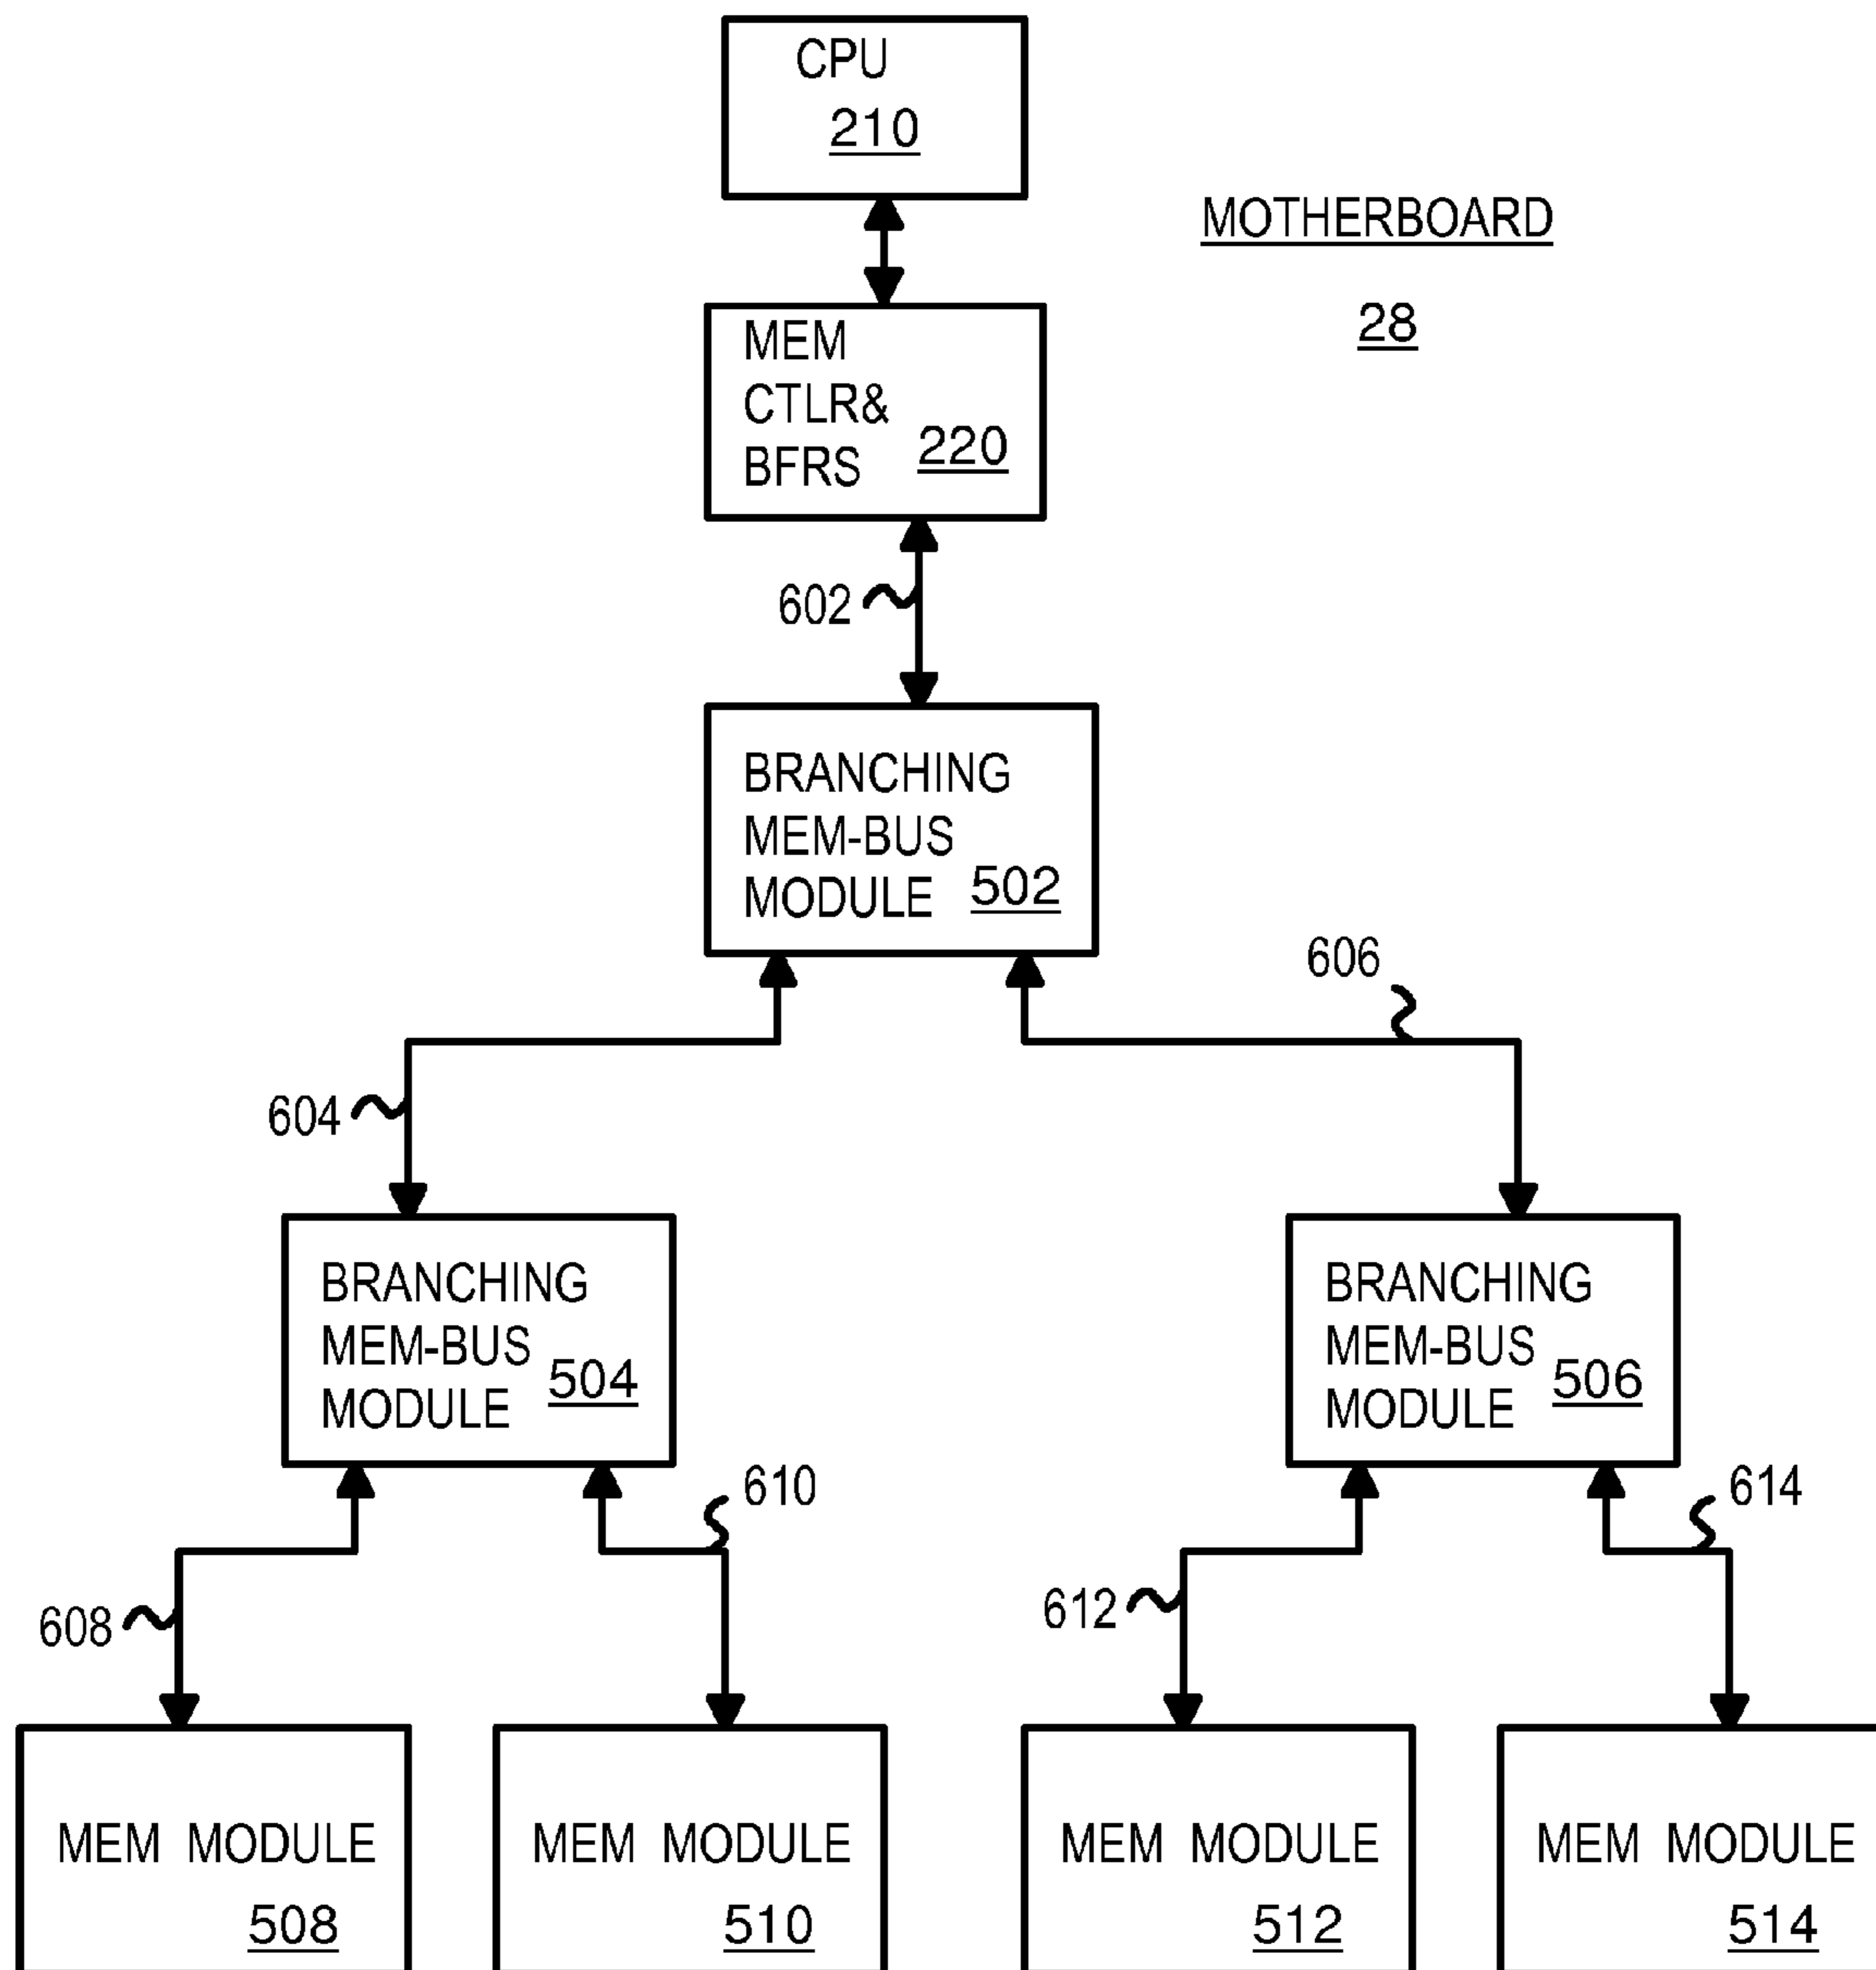 CPU
210
MOTHERBOARD
28
MEM
CTLR&
BFRS
220
602
BRANCHING
MEM-BUS
MODULE
502
606
604
BRANCHING
MEM-BUS
MODULE
504
BRANCHING
MEM-BUS
MODULE
506
610
614
608
612
MEM MODULE
508
MEM MODULE
510
MEM MODULE
512
MEM MODULE
514